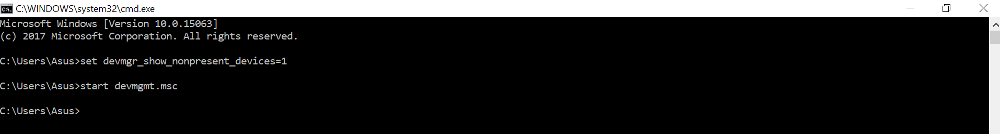 C:\WINDOWS\system32\cmd.exe
Microsoft Windows [Version 10.0.15063]
(c) 2017 Microsoft Corporation. All rights reserved.
C:\Users\Asus>set devmgr_show_nonpresent_devices=1
C:\Users\Asus>start devmgmt.msc
C:\Users\Asus>